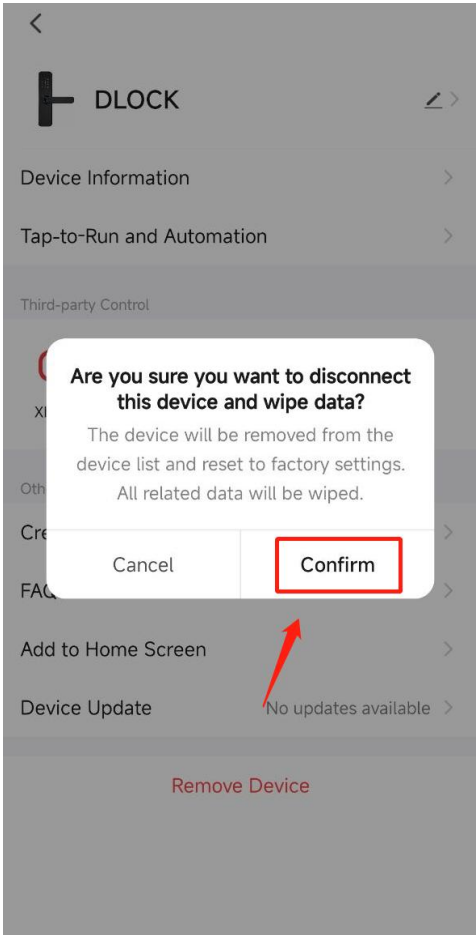 DLOCK
Device Information
Tap-to-Run and Automation
Third-party Control
Are you sure you want to disconnect
this device and wipe data?
The device will be removed from the
device list and reset to factory settings.
All related data will be wiped.
Cancel
Confirm
FAQ
Add to Home Screen
Device Update
No updates available
Remove Device